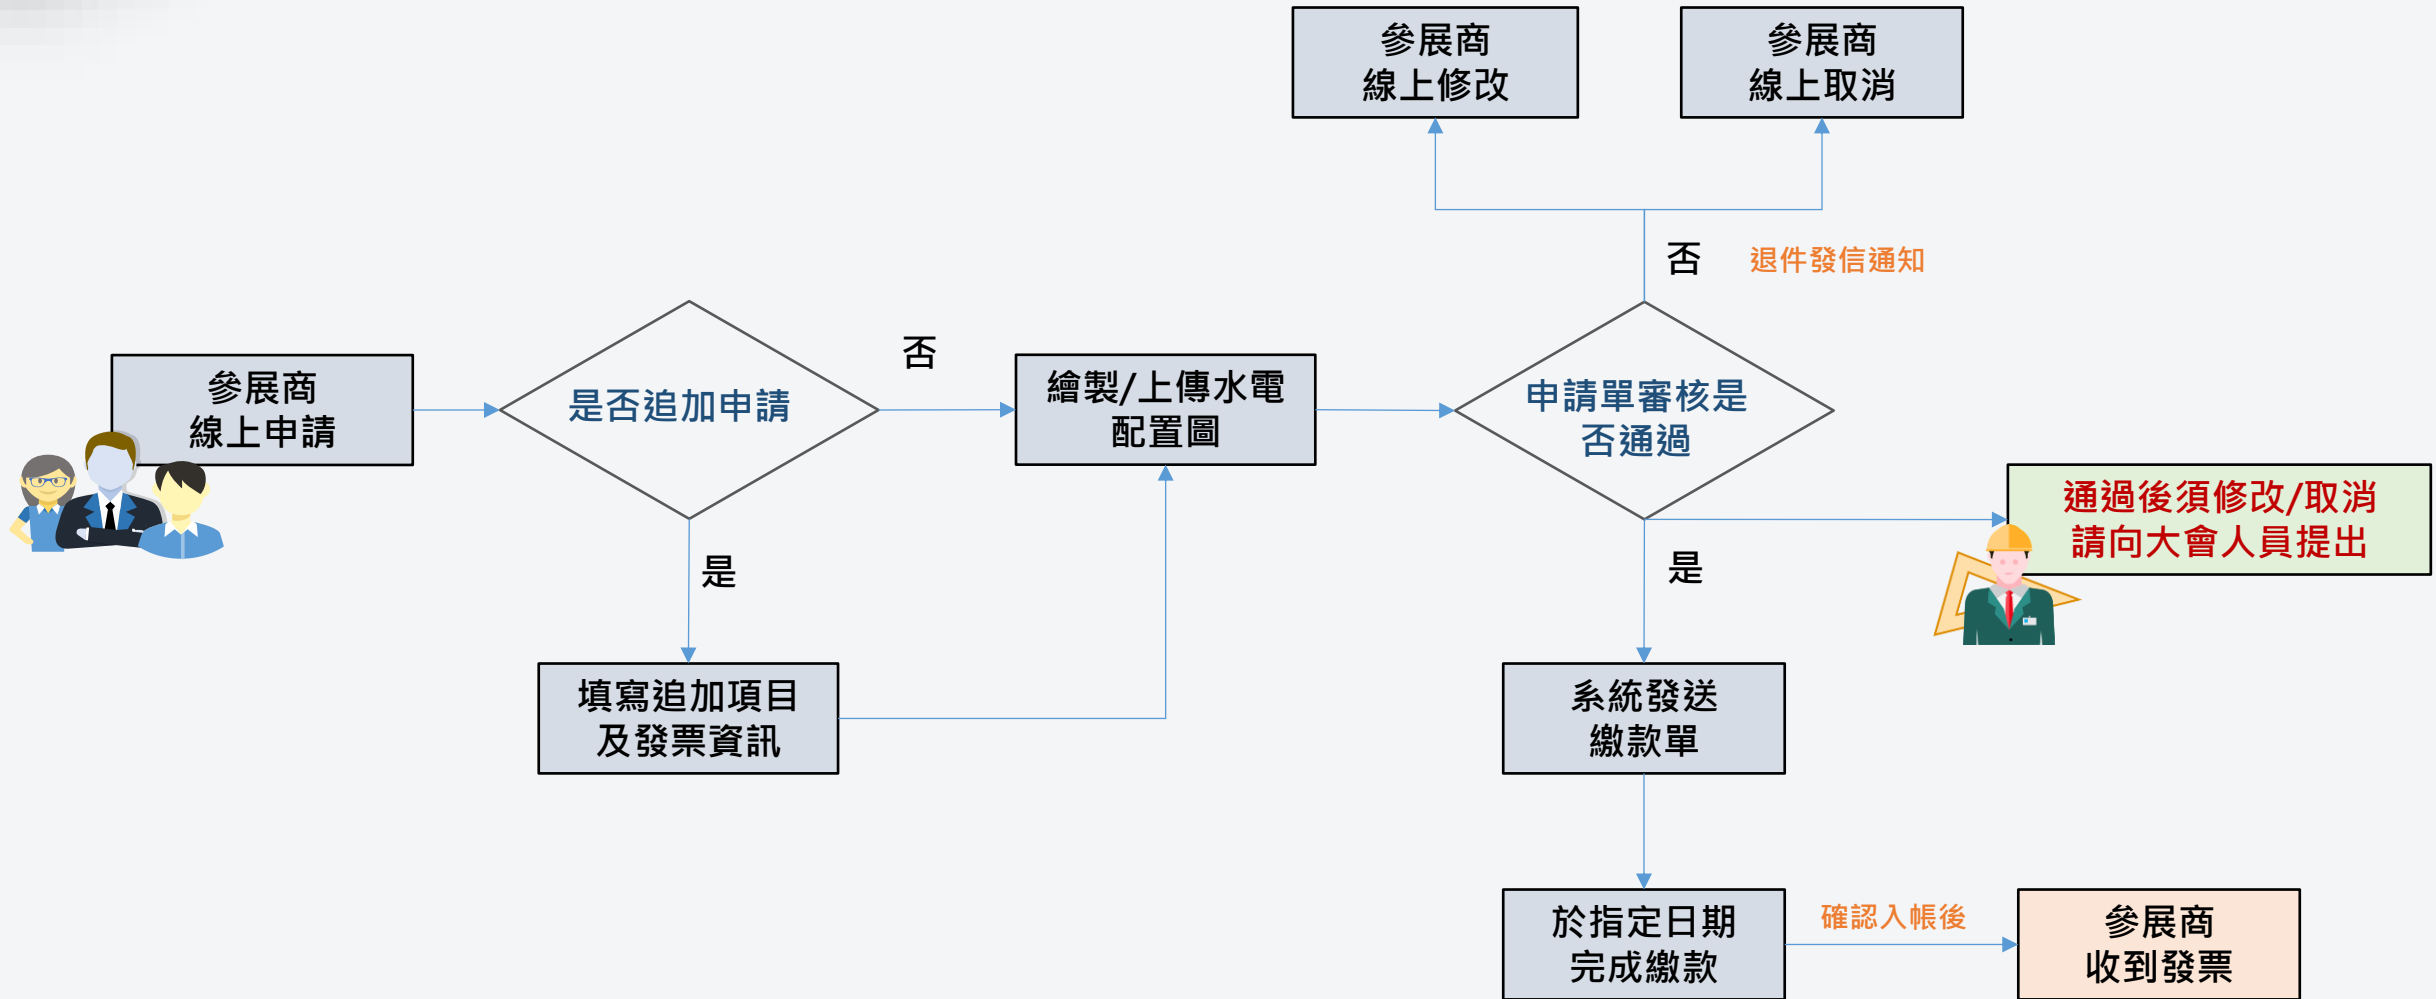 參展商
線上修改
參展商
線上取消
否
退件發信通知
參展商
線上申請
是否追加申請
否
繪製/上傳水電
配置圖
申請單審核是
否通過
通過後須修改/取消
請向大會人員提出
是
是
填寫追加項目
及發票資訊
系統發送
繳款單
於指定日期
完成繳款
確認入帳後
參展商
收到發票